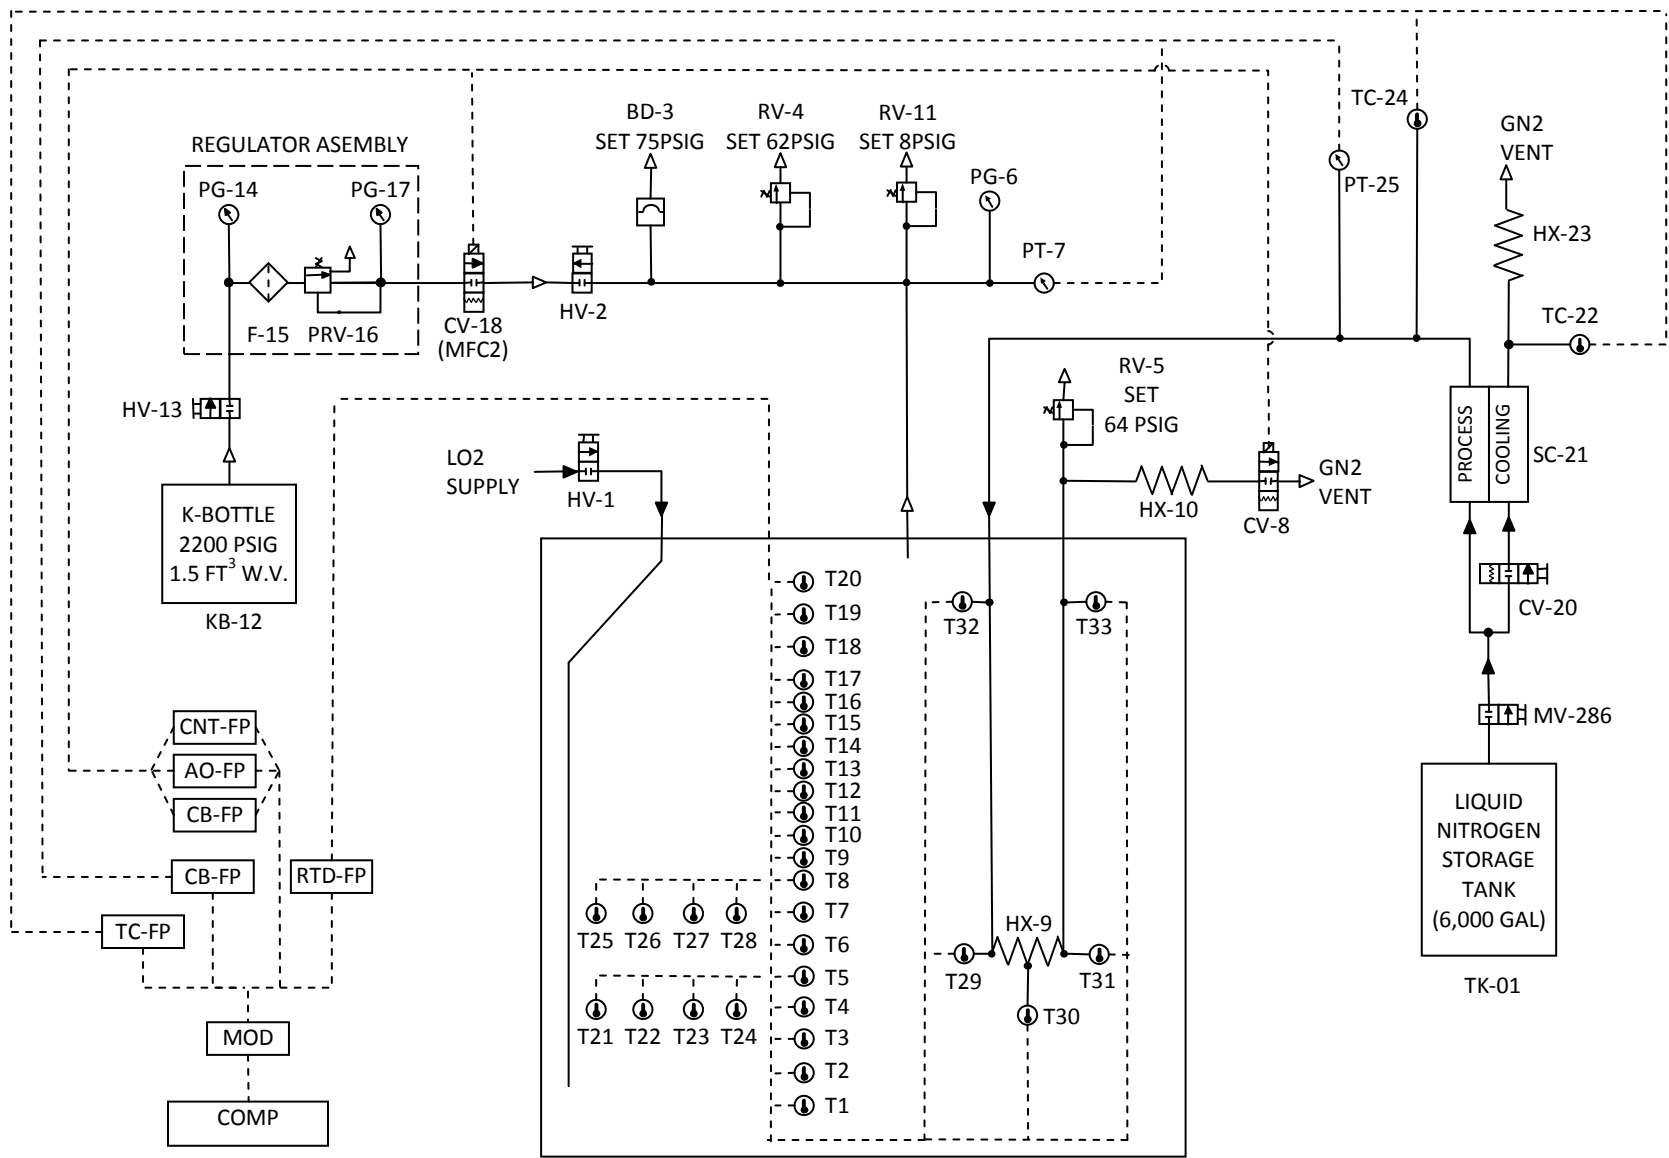 BD-3
SET 75PSIG
RV-4
SET 62PSIG
RV-11
SET 8PSIG
TC-24
GN2
VENT
REGULATOR ASEMBLY
PG-14
PG-17
PG-6
PT-25
PT-7
HX-23
F-15
PRV-16
CV-18
(MFC2)
HV-2
TC-22
HV-13
RV-5
SET
64 PSIG
PROCESS
COOLING
SC-21
LO2
SUPPLY
HV-1
HX-10
CV-8
GN2
VENT
K-BOTTLE
2200 PSIG
1.5 FT3 W.V.
KB-12
CV-20
T20
T19
T18
T17
T16
T15
T14
T13
T12
T11
T10
T9
T8
T7
T6
T5
T4
T3
T2
T1
T32
T33
MV-286
CNT-FP
AO-FP
CB-FP
CB-FP
RTD-FP
TC-FP
T25
T26
T27
T28
T21
T22
T23
T24
HX-9
T29
T31
T30
LIQUID
NITROGEN
STORAGE
TANK
(6,000 GAL)
TK-01
MOD
COMP